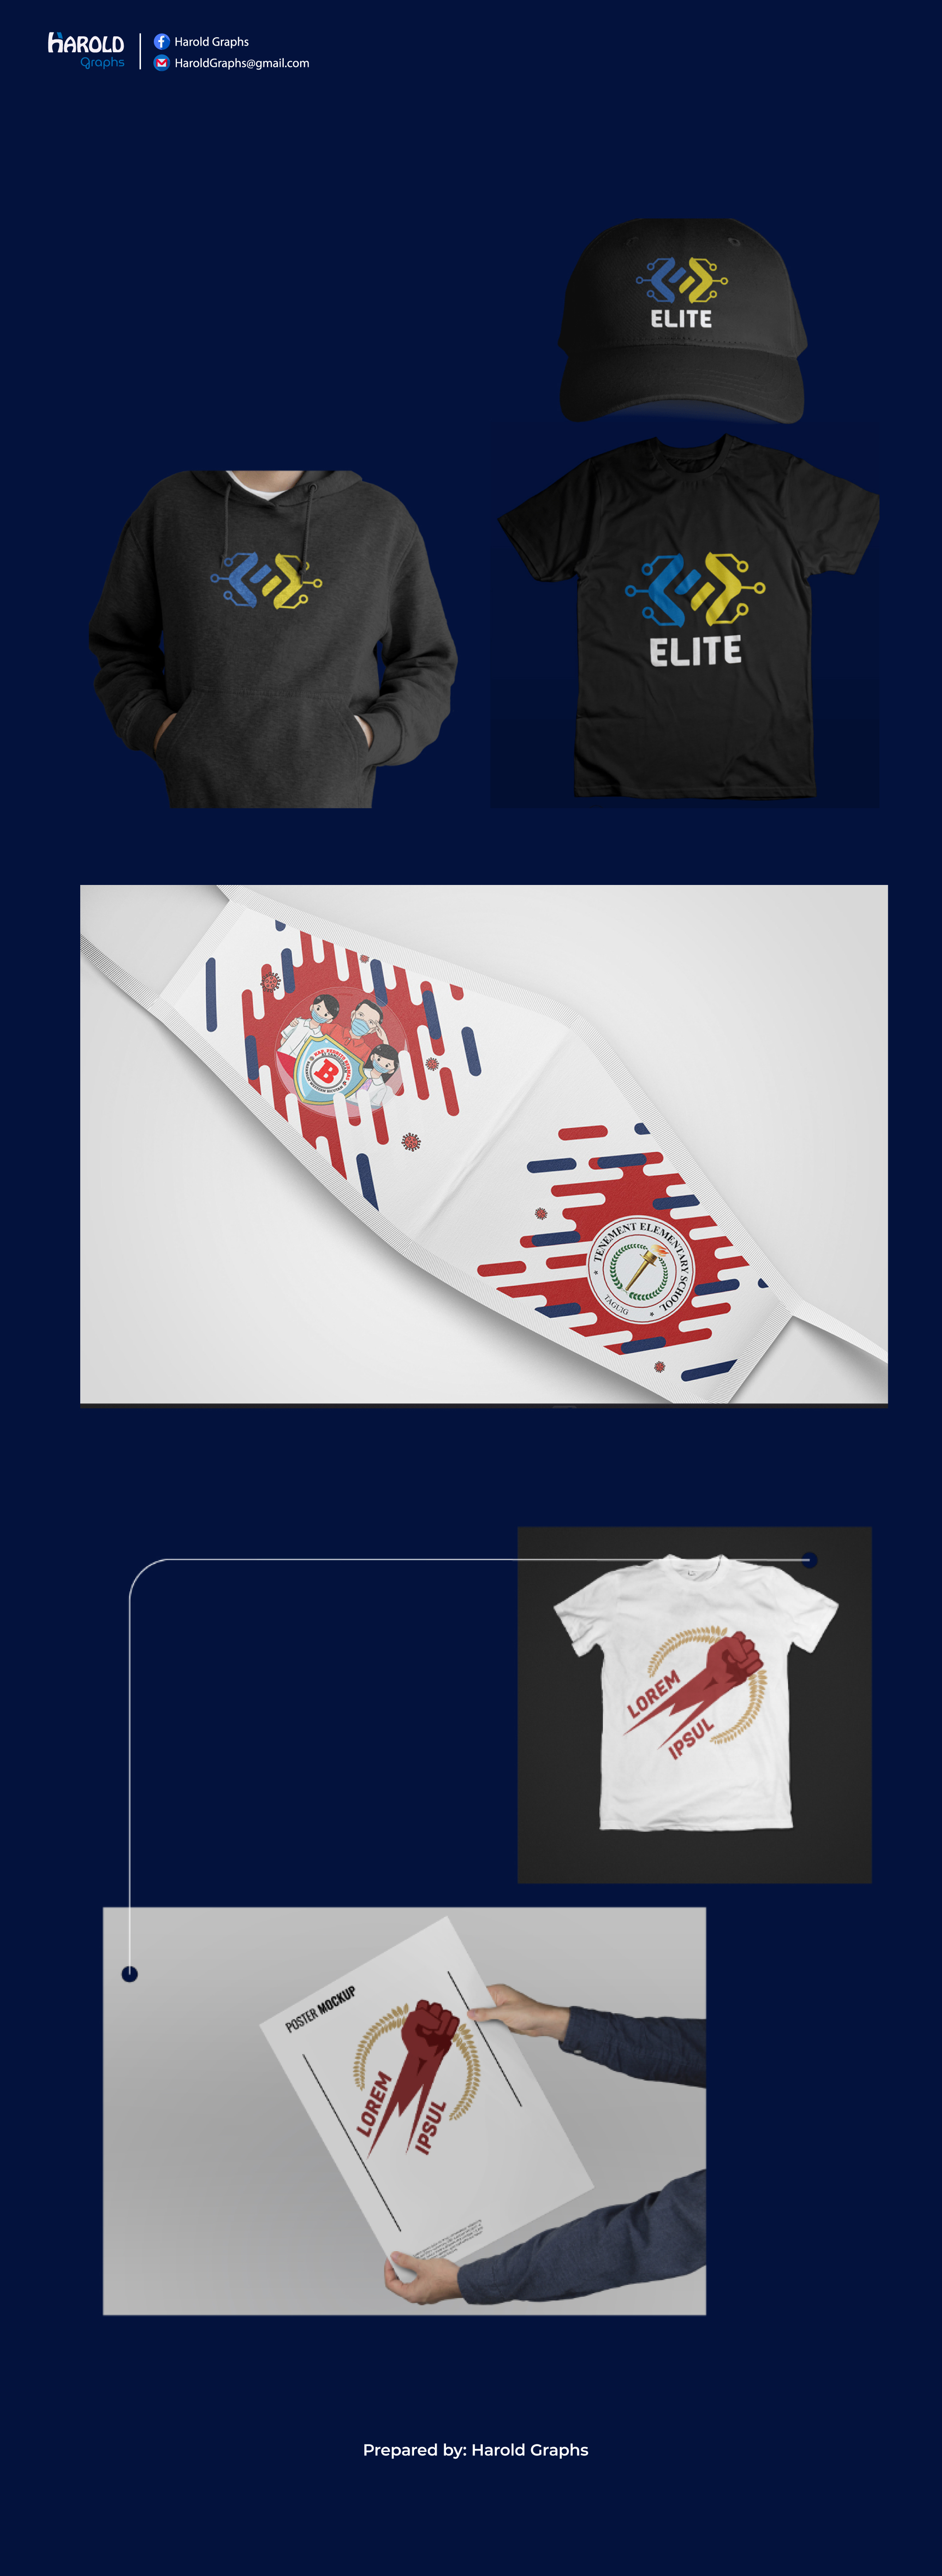 HAROLD
Graphs
Harold Graphs
HaroldGraphs@gmail.com
ELITE
ELITE
B
TENEMENT ELEMENTARY SCHOOL
TAGUIG
LOREM
IPSUL
POSTER MOCKUP
LOREM
IPSUL
Prepared by: Harold Graphs